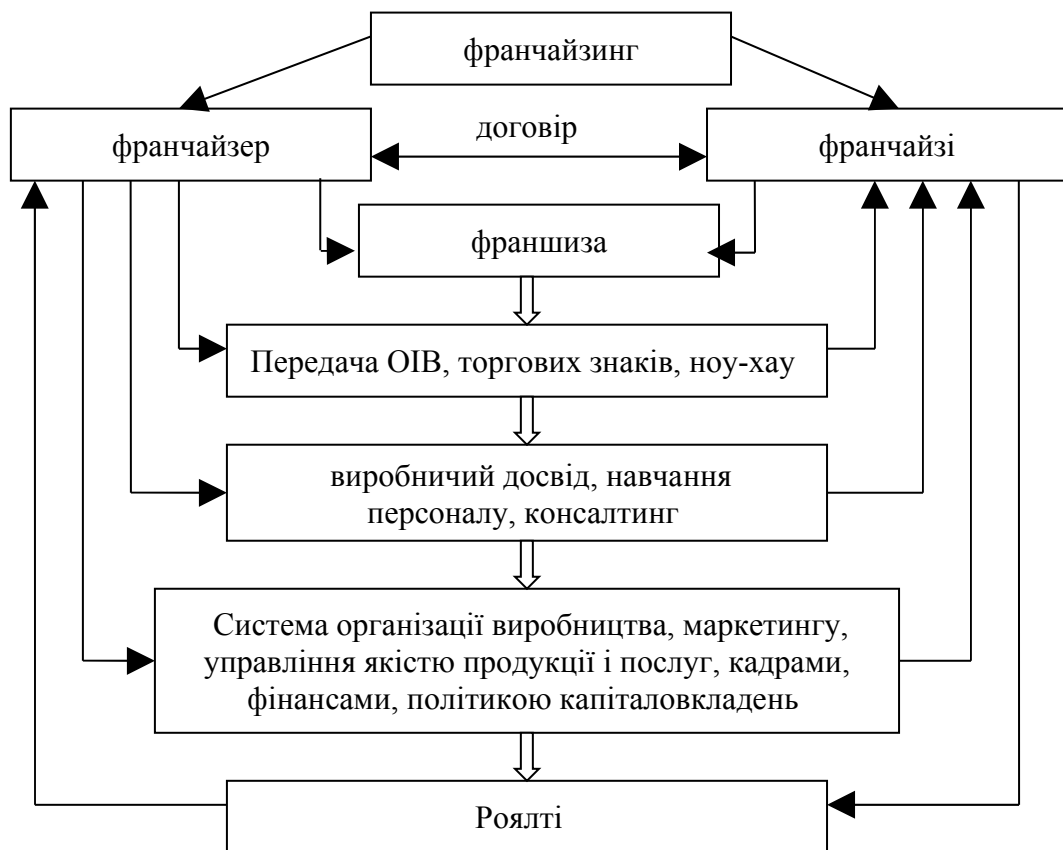 франчайзинг
договір
франчайзер
франчайзі
франшиза
Передача ОІВ, торгових знаків, ноу-хау
виробничий досвід, навчання
персоналу, консалтинг
Система організації виробництва, маркетингу,
управління якістю продукції і послуг, кадрами,
фінансами, політикою капіталовкладень
Роялті